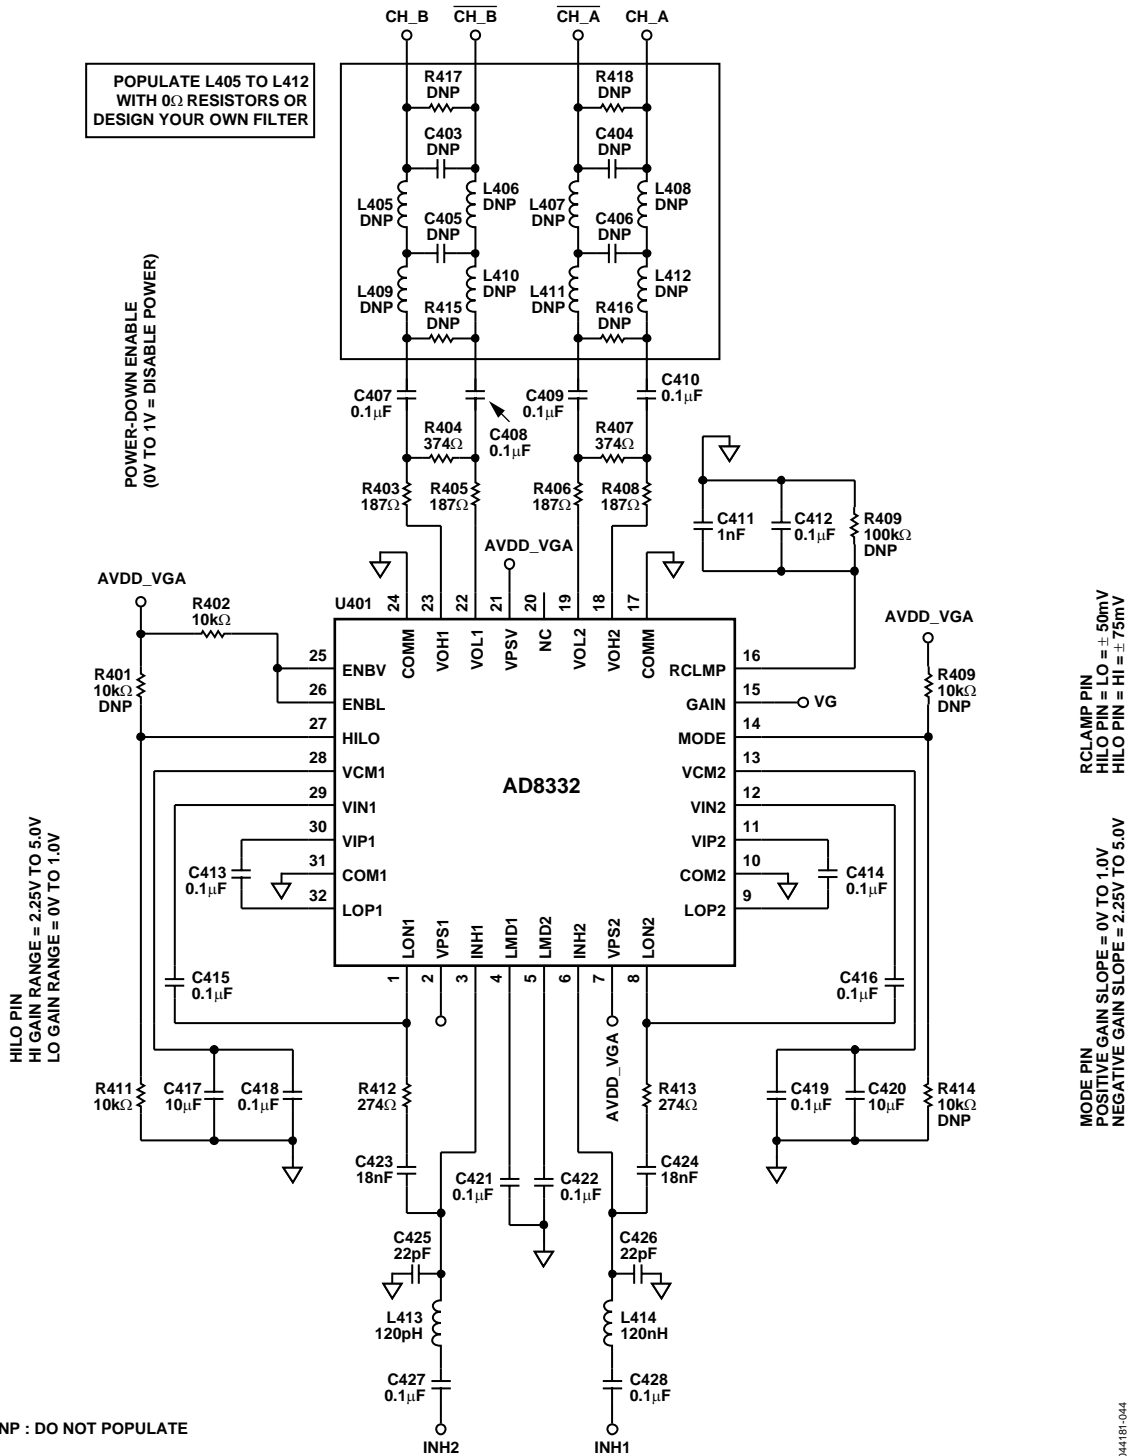 CH_B
CH_B
CH_A
CH_A
POPULATE L405 TO L412
WITH 0Ω RESISTORS OR
DESIGN YOUR OWN FILTER
R417
DNP
R418
DNP
C403
DNP
C404
DNP
L405
DNP
L406
DNP
L407
DNP
L408
DNP
C405
DNP
C406
DNP
L409
DNP
L410
DNP
L411
DNP
L412
DNP
R415
DNP
R416
DNP
POWER-DOWN ENABLE
(0V TO 1V = DISABLE POWER)
C407
0.1µF
C408
0.1µF
C409
0.1µF
C410
0.1µF
R404
374Ω
R407
374Ω
R403
187Ω
R405
187Ω
R406
187Ω
R408
187Ω
C411
1nF
C412
0.1µF
R409
100kΩ
DNP
AVDD_VGA
AVDD_VGA
R402
10kΩ
R401
10kΩ
DNP
U401
24
23
22
21
20
19
18
17
COMM
VOH1
VOL1
VPSV
NC
VOL2
VOH2
COMM
AVDD_VGA
R409
10kΩ
DNP
25
ENBV
26
ENBL
27
HILO
28
VCM1
29
VIN1
30
VIP1
31
COM1
32
LOP1
AD8332
RCLMP
16
GAIN
15
VG
MODE
14
VCM2
13
VIN2
12
VIP2
11
COM2
10
LOP2
9
RCLAMP PIN
HILO PIN = LO = ± 50mV
HILO PIN = HI = ± 75mV
HILO PIN
HI GAIN RANGE = 2.25V TO 5.0V
LO GAIN RANGE = 0V TO 1.0V
MODE PIN
POSITIVE GAIN SLOPE = 0V TO 1.0V
NEGATIVE GAIN SLOPE = 2.25V TO 5.0V
C413
0.1µF
C414
0.1µF
LON1
VPS1
INH1
LMD1
LMD2
INH2
VPS2
LON2
1
2
3
4
5
6
7
8
C415
0.1µF
C416
0.1µF
AVDD_VGA
R411
10kΩ
C417
10µF
C418
0.1µF
R412
274Ω
R413
274Ω
C419
0.1µF
C420
10µF
R414
10kΩ
DNP
C423
18nF
C421
0.1µF
C422
0.1µF
C424
18nF
C425
22pF
C426
22pF
L413
120pH
L414
120nH
C427
0.1µF
C428
0.1µF
NP : DO NOT POPULATE
INH2
INH1
044181-044